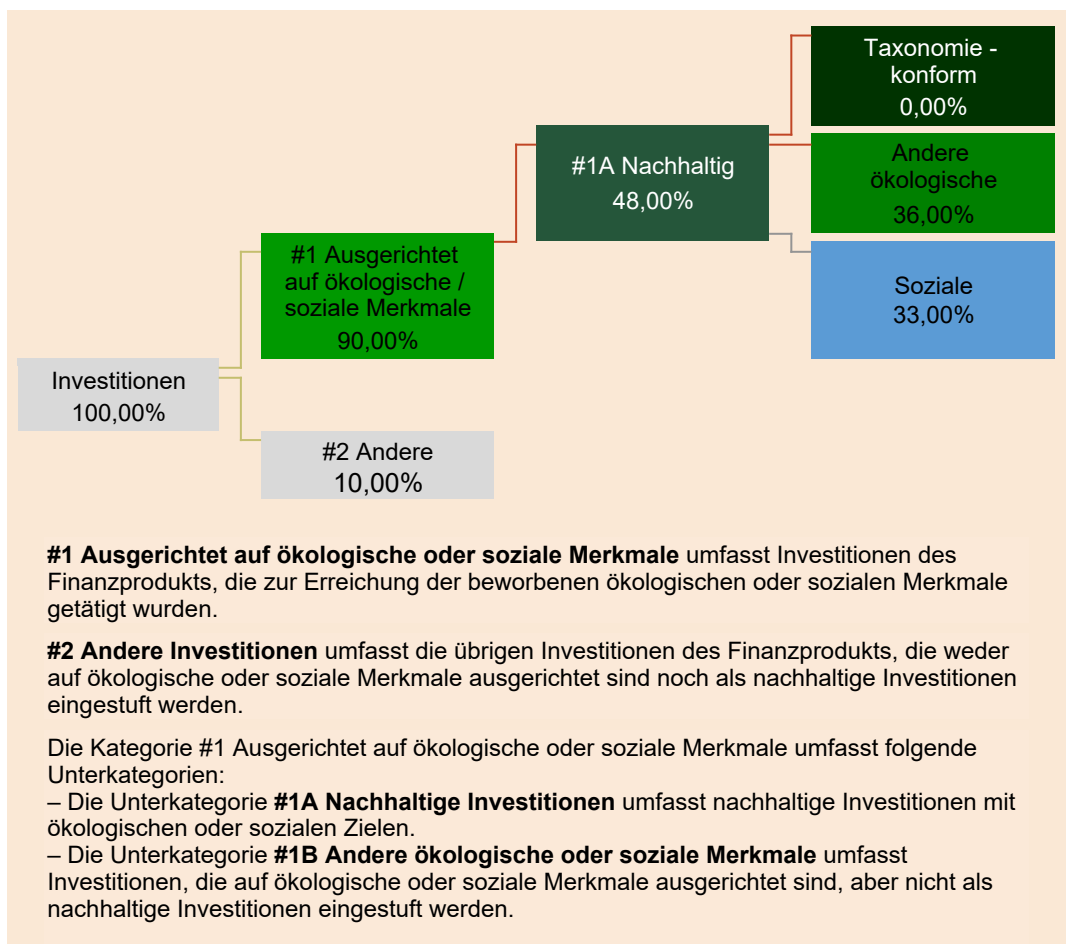 Taxonomie -
konform
0,00%
Andere
ökologische
36,00%
#1A Nachhaltig
48,00%
#1 Ausgerichtet
auf ökologische /
soziale Merkmale
90,00%
Soziale
33,00%
Investitionen
100,00%
#2 Andere
10,00%
#1 Ausgerichtet auf ökologische oder soziale Merkmale umfasst Investitionen des
Finanzprodukts, die zur Erreichung der beworbenen ökologischen oder sozialen Merkmale
getätigt wurden.
#2 Andere Investitionen umfasst die übrigen Investitionen des Finanzprodukts, die weder
auf ökologische oder soziale Merkmale ausgerichtet sind noch als nachhaltige Investitionen
eingestuft werden.
Die Kategorie #1 Ausgerichtet auf ökologische oder soziale Merkmale umfasst folgende
Unterkategorien:
– Die Unterkategorie #1A Nachhaltige Investitionen umfasst nachhaltige Investitionen mit
ökologischen oder sozialen Zielen.
– Die Unterkategorie #1B Andere ökologische oder soziale Merkmale umfasst
Investitionen, die auf ökologische oder soziale Merkmale ausgerichtet sind, aber nicht als
nachhaltige Investitionen eingestuft werden.